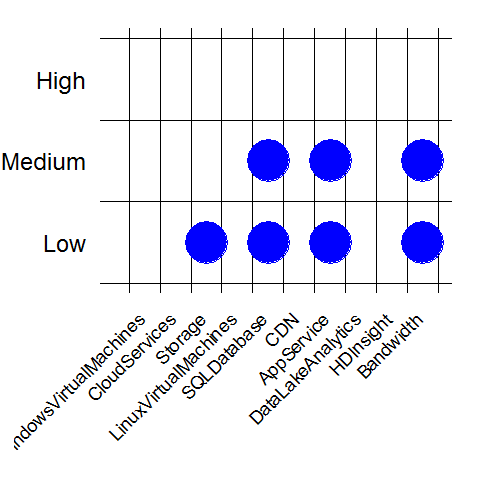 High
Medium
Low
ndowsVirtualMachines
CloudServices
Storage
LinuxVirtualMachines
SQLDatabase
CDN
AppService
DataLakeAnalytics
HDInsight
Bandwidth